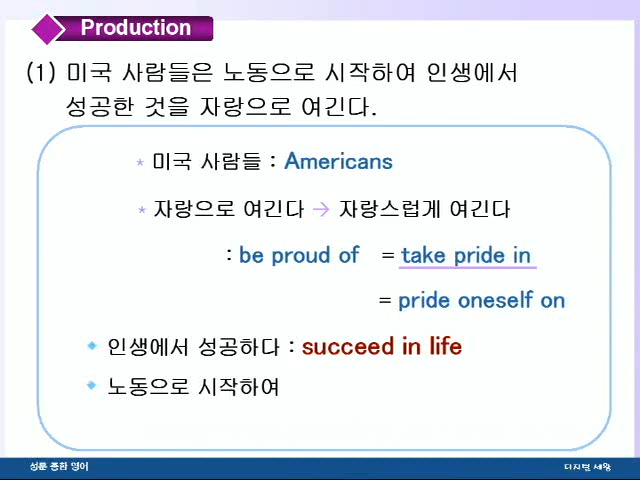 Production
(1) 미국 사람들은 노동으로 시작하여 인생에서
성공한 것을 자랑으로 여긴다.
* 미국 사람들 : Americans
* 자랑으로 여긴다 → 자랑스럽게 여긴다
: be proud of = take pride in
= pride oneself on
인생에서 성공하다 : succeed in life
노동으로 시작하여
성문 종합 영어
디지털 세왕